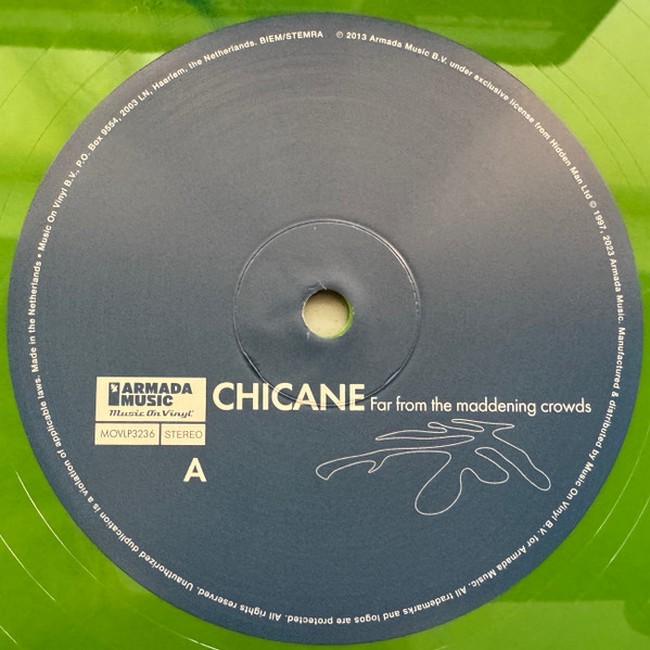 Made in the Netherlands • Music On Vinyl B.V., P.O. Box 9554, 2003 LN, Haarlem, the Netherlands. BIEM/STEMRA ℗ 2013 Armada Music B.V. under exclusive license from Hidden Man Ltd © 1997, 2023 Armada Music. Manufactured & distributed by Music On Vinyl B.V. for Armada Music. All trademarks and logos are protected. All rights reserved. Unauthorized duplication is a violation of applicable laws.
ARMADA
MUSIC
Music On Vinyl
CHICANE Far from the maddening crowds
MOVLP3236 STEREO
A